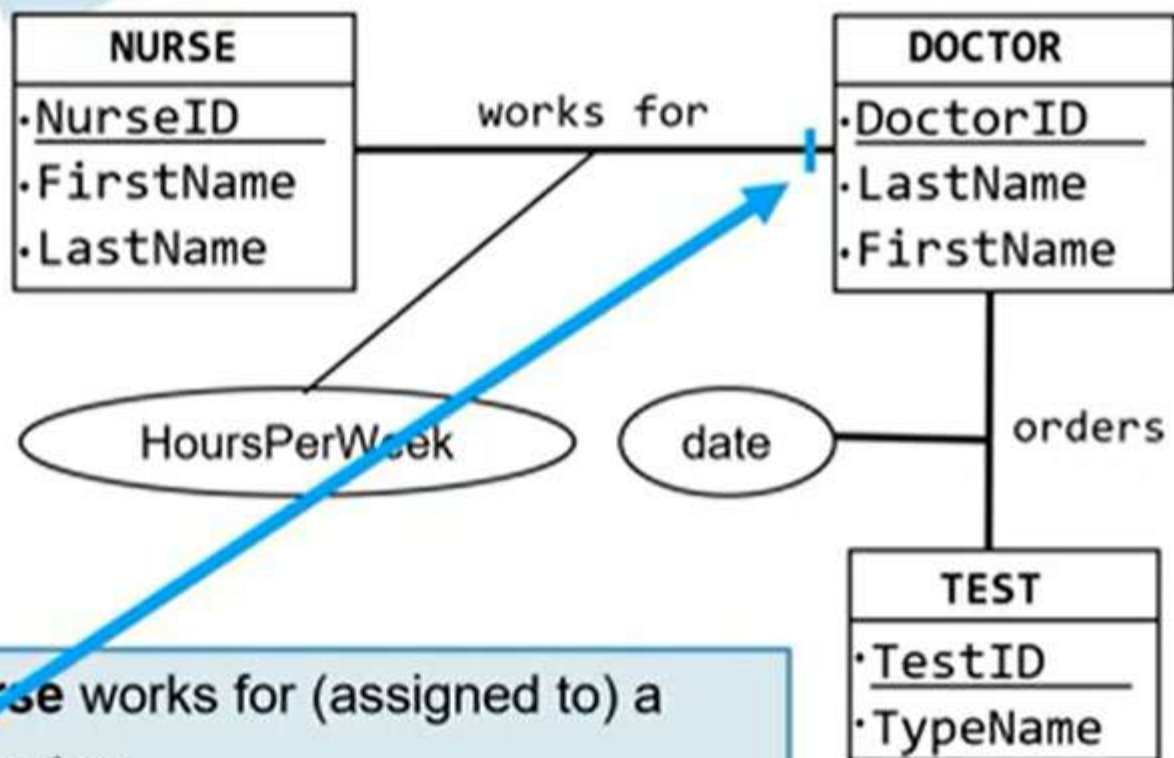 NURSE
·NurseID
·FirstName
·LastName
works for
DOCTOR
·DoctorID
·LastName
·FirstName
HoursPerWeek
date
orders
TEST
·TestID
·TypeName
works for (assigned to) a